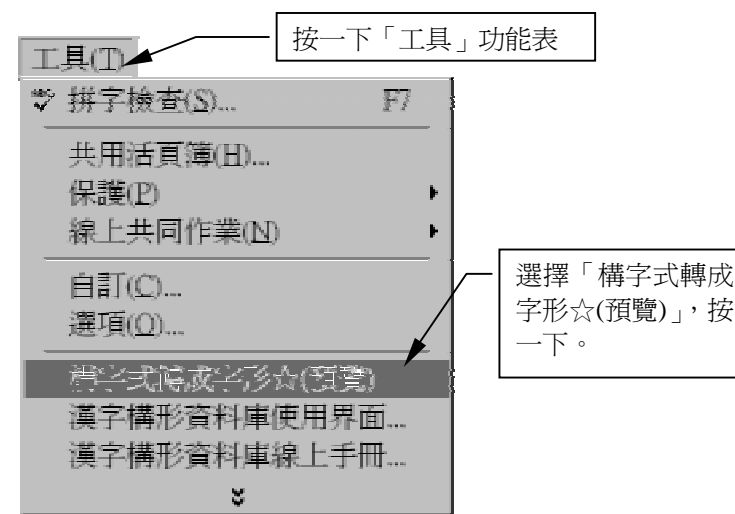 按一下「工具」功能表
工具(T)
拼字檢查(S)... F7
共用活頁簿(H)...
保護(P)
線上共同作業(N)
自訂(C)...
選項(O)...
選擇「構字式轉成
字形☆(預覽)」，按
一下。
構字式轉成字形☆(預覽)
漢字構形資料庫使用界面...
漢字構形資料庫線上手冊...